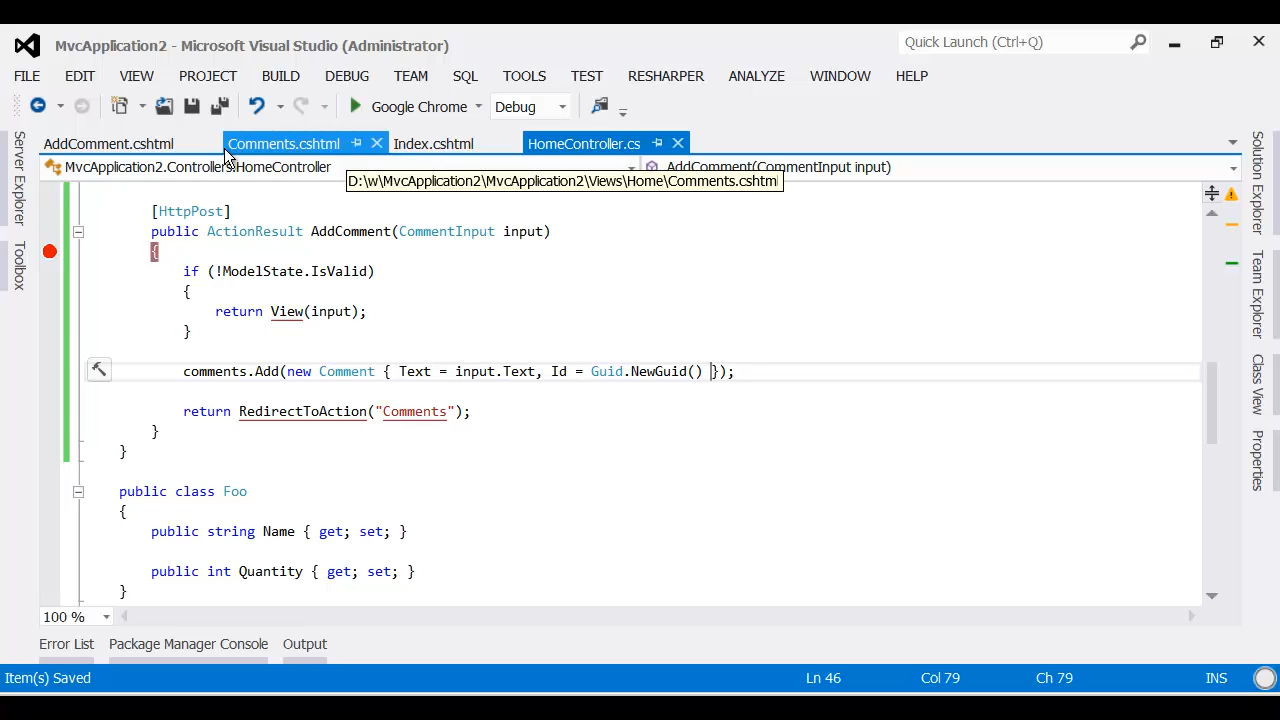 MvcApplication2 - Microsoft Visual Studio (Administrator)
Quick Launch (Ctrl+Q)
FILE EDIT VIEW PROJECT BUILD DEBUG TEAM SQL TOOLS TEST RESHARPER ANALYZE WINDOW HELP
Google Chrome Debug
AddComment.cshtml Comments.cshtml Index.cshtml HomeController.cs
MvcApplication2.Controllers.HomeController AddComment(CommentInput input)
D:\w\MvcApplication2\MvcApplication2\Views\Home\Comments.cshtml
[HttpPost]
public ActionResult AddComment(CommentInput input)
{
if (!ModelState.IsValid)
{
return View(input);
}
comments.Add(new Comment { Text = input.Text, Id = Guid.NewGuid() });
return RedirectToAction("Comments");
}
}
public class Foo
{
public string Name { get; set; }
public int Quantity { get; set; }
}
100 %
Server Explorer
Toolbox
Solution Explorer
Team Explorer
Class View
Properties
Error List Package Manager Console Output
Item(s) Saved Ln 46 Col 79 Ch 79 INS